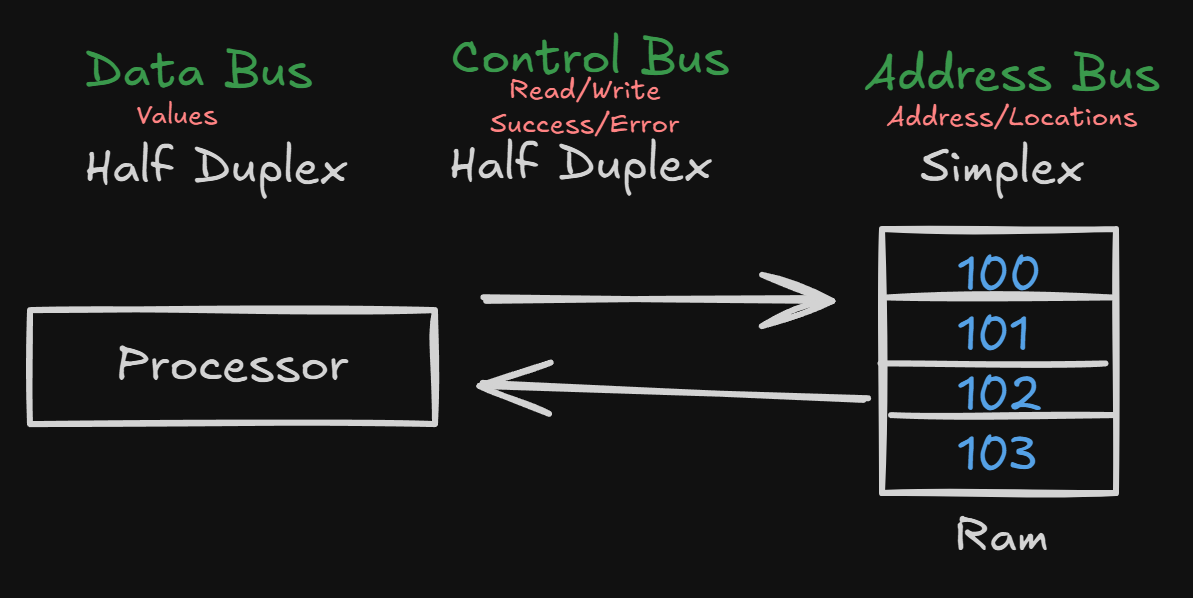 Data Bus
Values
Half Duplex
Control Bus
Read/Write
Success/Error
Half Duplex
Address Bus
Address/Locations
Simplex
Processor
100
101
102
103
Ram